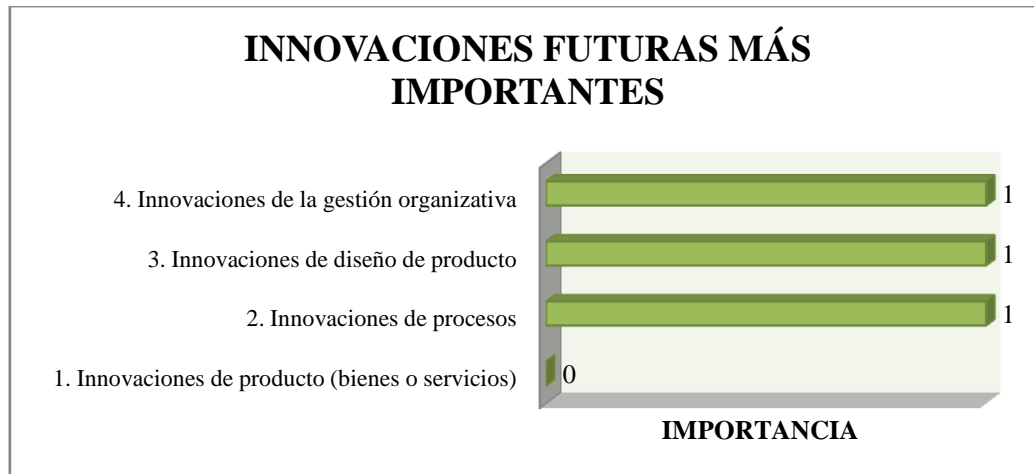 INNOVACIONES FUTURAS MÁS
IMPORTANTES
4. Innovaciones de la gestión organizativa
1
3. Innovaciones de diseño de producto
1
2. Innovaciones de procesos
1
1. Innovaciones de producto (bienes o servicios)
0
IMPORTANCIA